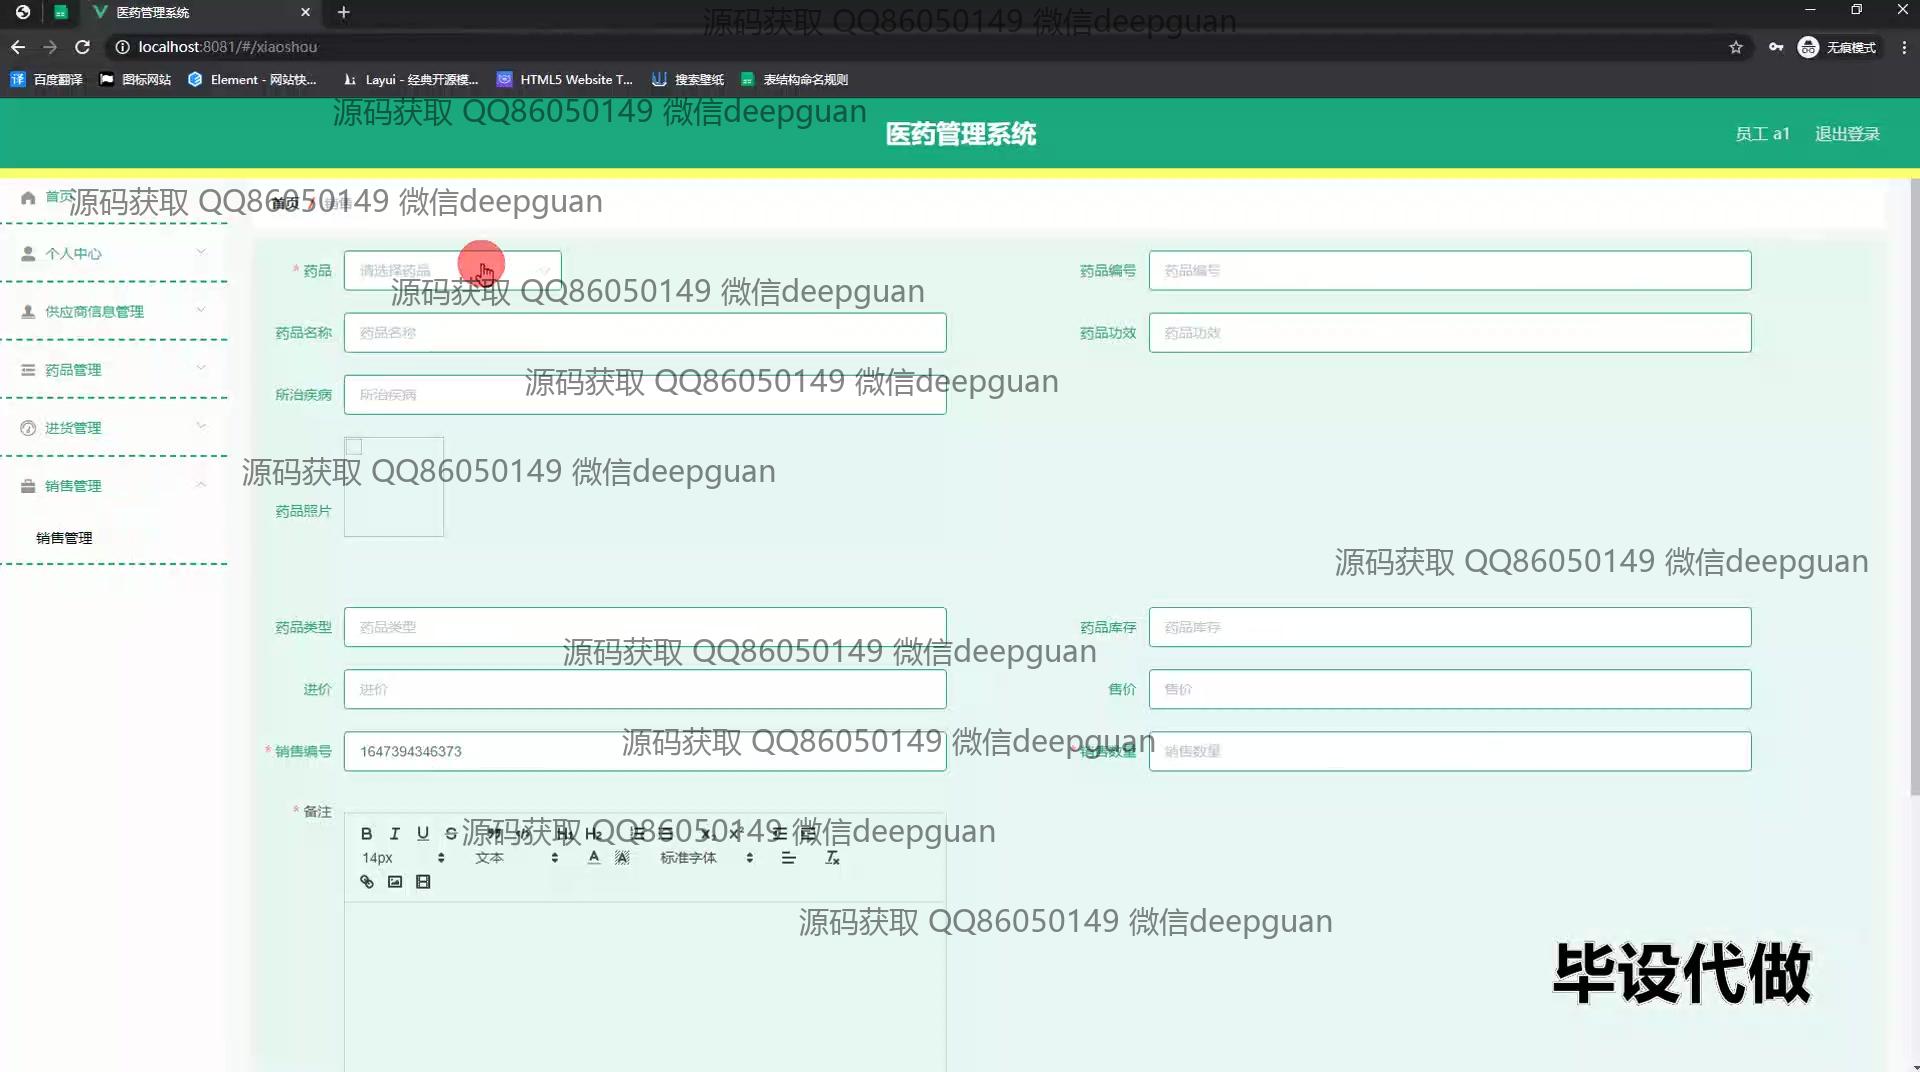 医药管理系统
源码获取 QQ86050149 微信deepguan
localhost:8081/#/xiaoshou
无痕模式
百度翻译
图标网站
Element - 网站快...
Layui - 经典开源模...
HTML5 Website T...
搜索壁纸
表结构命名规则
源码获取 QQ86050149 微信deepguan
医药管理系统
员工 a1
退出登录
首页
源码获取 QQ86050149 微信deepguan
首页 / 销售
个人中心
* 药品
请选择药品
药品编号
药品编号
源码获取 QQ86050149 微信deepguan
供应商信息管理
药品名称
药品名称
药品功效
药品功效
药品管理
源码获取 QQ86050149 微信deepguan
所治疾病
所治疾病
进货管理
源码获取 QQ86050149 微信deepguan
销售管理
药品照片
销售管理
源码获取 QQ86050149 微信deepguan
药品类型
药品类型
药品库存
药品库存
源码获取 QQ86050149 微信deepguan
进价
进价
售价
售价
源码获取 QQ86050149 微信deepguan
* 销售编号
1647394346373
* 销售数量
销售数量
* 备注
源码获取 QQ86050149 微信deepguan
B I U S H1 H2
14px
文本
标准字体
源码获取 QQ86050149 微信deepguan
毕设代做